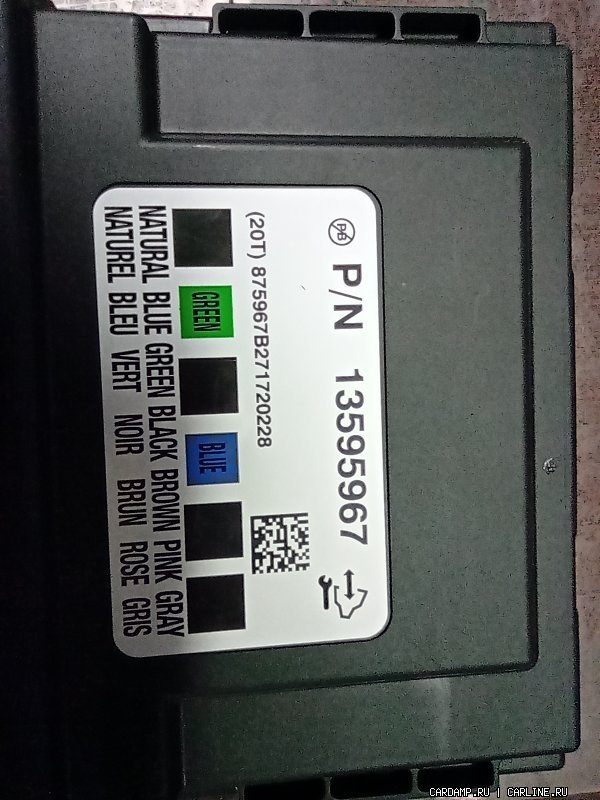 PB
P/N 13595967
(20T) 875967B271720228
GREEN BLUE
NATURAL BLUE GREEN BLACK BROWN PINK GRAY
NATUREL BLEU VERT NOIR BRUN ROSE GRIS
CARDAMP.RU | CARLINE.RU